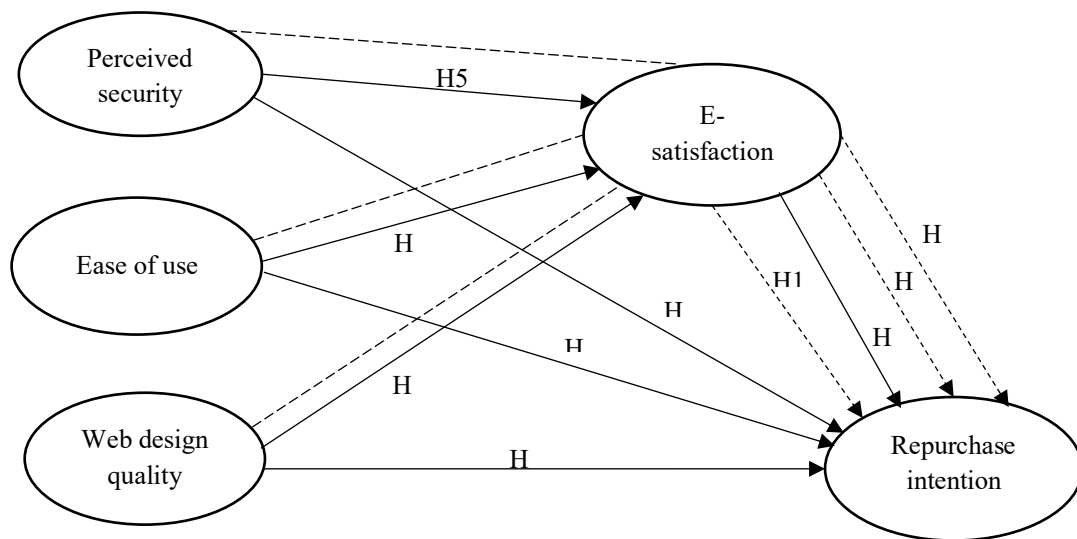 Perceived
security
H5
E-
satisfaction
Ease of use
H
H
H
H
H1
H
H
H
Web design
quality
H
H
Repurchase
intention